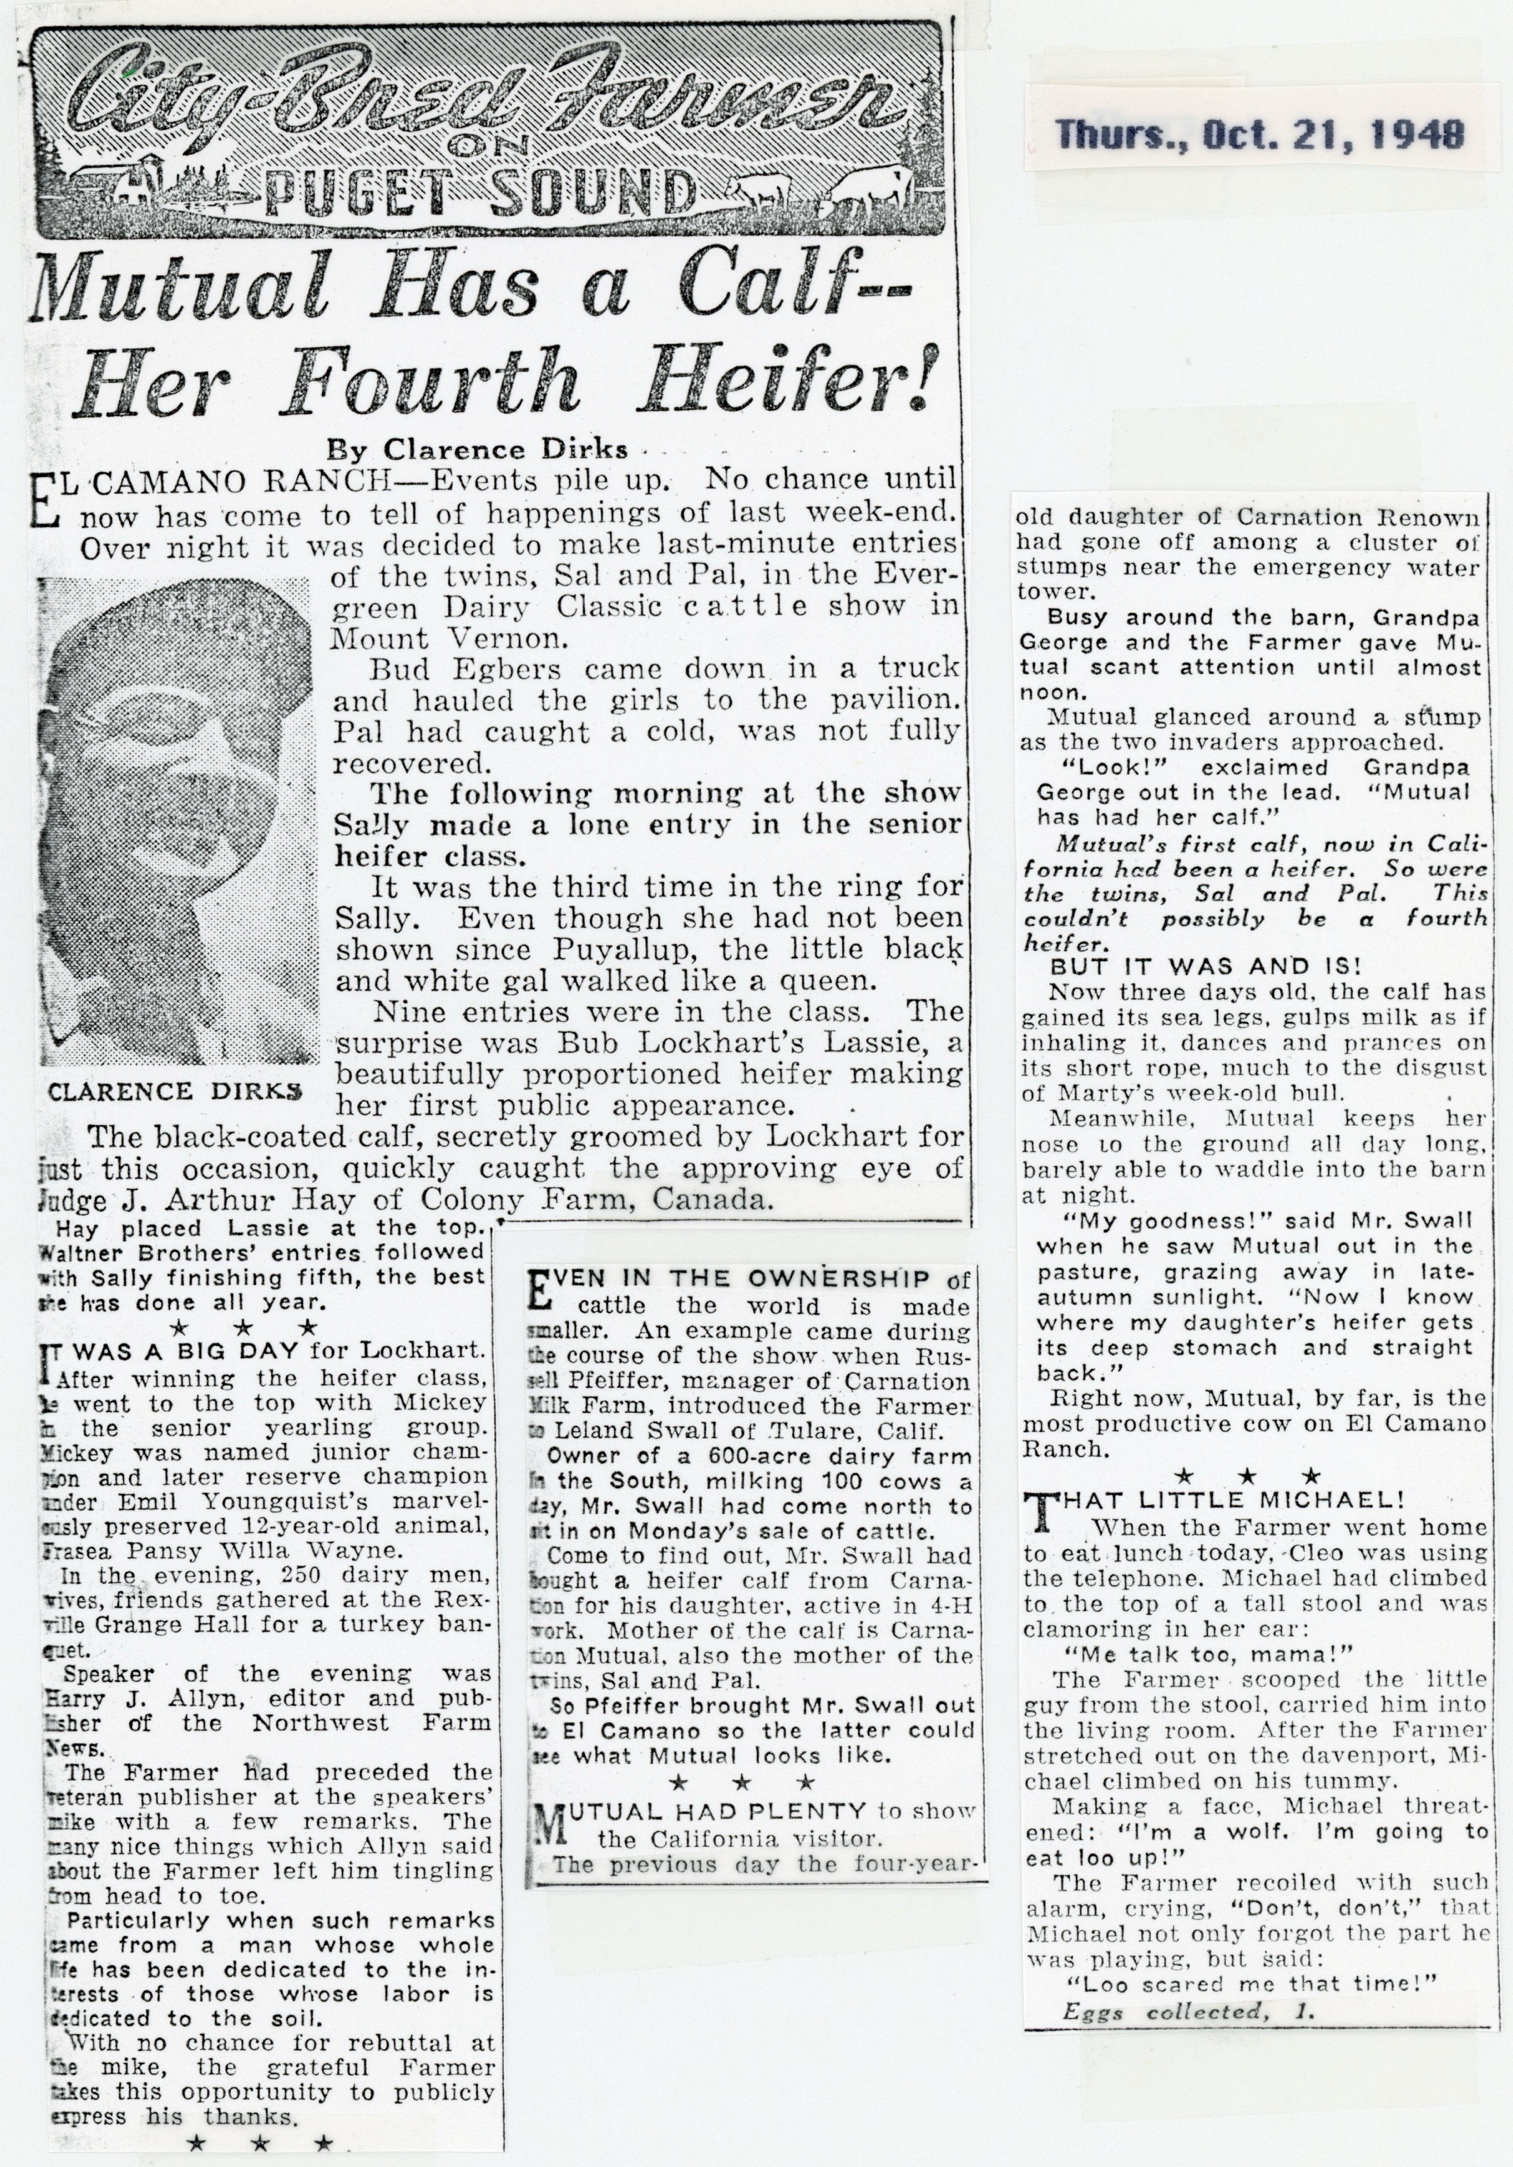 City-Bred Farmer
ON
PUGET SOUND
Thurs., Oct. 21, 1948
Mutual Has a Calf--
Her Fourth Heifer!
By Clarence Dirks
EL CAMANO RANCH—Events pile up. No chance until
now has come to tell of happenings of last week-end.
Over night it was decided to make last-minute entries
of the twins, Sal and Pal, in the Ever-
green Dairy Classic cattle show in
Mount Vernon.
Bud Egbers came down in a truck
and hauled the girls to the pavilion.
Pal had caught a cold, was not fully
recovered.
The following morning at the show
Sally made a lone entry in the senior
heifer class.
It was the third time in the ring for
Sally. Even though she had not been
shown since Puyallup, the little black
and white gal walked like a queen.
Nine entries were in the class. The
surprise was Bub Lockhart's Lassie, a
beautifully proportioned heifer making
her first public appearance.
CLARENCE DIRKS
The black-coated calf, secretly groomed by Lockhart for
just this occasion, quickly caught the approving eye of
Judge J. Arthur Hay of Colony Farm, Canada.
Hay placed Lassie at the top.
Waltner Brothers' entries followed
with Sally finishing fifth, the best
she has done all year.
★ ★ ★
IT WAS A BIG DAY for Lockhart.
After winning the heifer class,
he went to the top with Mickey
in the senior yearling group.
Mickey was named junior cham-
pion and later reserve champion
under Emil Youngquist's marvel-
ously preserved 12-year-old animal,
Frasea Pansy Willa Wayne.
In the evening, 250 dairy men,
wives, friends gathered at the Rex-
ville Grange Hall for a turkey ban-
quet.
Speaker of the evening was
Harry J. Allyn, editor and pub-
lisher of the Northwest Farm
News.
The Farmer had preceded the
veteran publisher at the speakers'
mike with a few remarks. The
many nice things which Allyn said
about the Farmer left him tingling
from head to toe.
Particularly when such remarks
came from a man whose whole
life has been dedicated to the in-
terests of those whose labor is
dedicated to the soil.
With no chance for rebuttal at
the mike, the grateful Farmer
takes this opportunity to publicly
express his thanks.
★ ★ ★
EVEN IN THE OWNERSHIP of
cattle the world is made
smaller. An example came during
the course of the show when Rus-
sell Pfeiffer, manager of Carnation
Milk Farm, introduced the Farmer
to Leland Swall of Tulare, Calif.
Owner of a 600-acre dairy farm
in the South, milking 100 cows a
day, Mr. Swall had come north to
sit in on Monday's sale of cattle.
Come to find out, Mr. Swall had
bought a heifer calf from Carna-
tion for his daughter, active in 4-H
work. Mother of the calf is Carna-
tion Mutual, also the mother of the
twins, Sal and Pal.
So Pfeiffer brought Mr. Swall out
to El Camano so the latter could
see what Mutual looks like.
★ ★ ★
MUTUAL HAD PLENTY to show
the California visitor.
The previous day the four-year-
old daughter of Carnation Renown
had gone off among a cluster of
stumps near the emergency water
tower.
Busy around the barn, Grandpa
George and the Farmer gave Mu-
tual scant attention until almost
noon.
Mutual glanced around a stump
as the two invaders approached.
"Look!" exclaimed Grandpa
George out in the lead. "Mutual
has had her calf."
Mutual's first calf, now in Cali-
fornia had been a heifer. So were
the twins, Sal and Pal. This
couldn't possibly be a fourth
heifer.
BUT IT WAS AND IS!
Now three days old, the calf has
gained its sea legs, gulps milk as if
inhaling it, dances and prances on
its short rope, much to the disgust
of Marty's week-old bull.
Meanwhile, Mutual keeps her
nose to the ground all day long,
barely able to waddle into the barn
at night.
"My goodness!" said Mr. Swall
when he saw Mutual out in the
pasture, grazing away in late-
autumn sunlight. "Now I know
where my daughter's heifer gets
its deep stomach and straight
back."
Right now, Mutual, by far, is the
most productive cow on El Camano
Ranch.
★ ★ ★
THAT LITTLE MICHAEL!
When the Farmer went home
to eat lunch today, Cleo was using
the telephone. Michael had climbed
to the top of a tall stool and was
clamoring in her ear:
"Me talk too, mama!"
The Farmer scooped the little
guy from the stool, carried him into
the living room. After the Farmer
stretched out on the davenport, Mi-
chael climbed on his tummy.
Making a face, Michael threat-
ened: "I'm a wolf. I'm going to
eat loo up!"
The Farmer recoiled with such
alarm, crying, "Don't, don't," that
Michael not only forgot the part he
was playing, but said:
"Loo scared me that time!"
Eggs collected, 1.